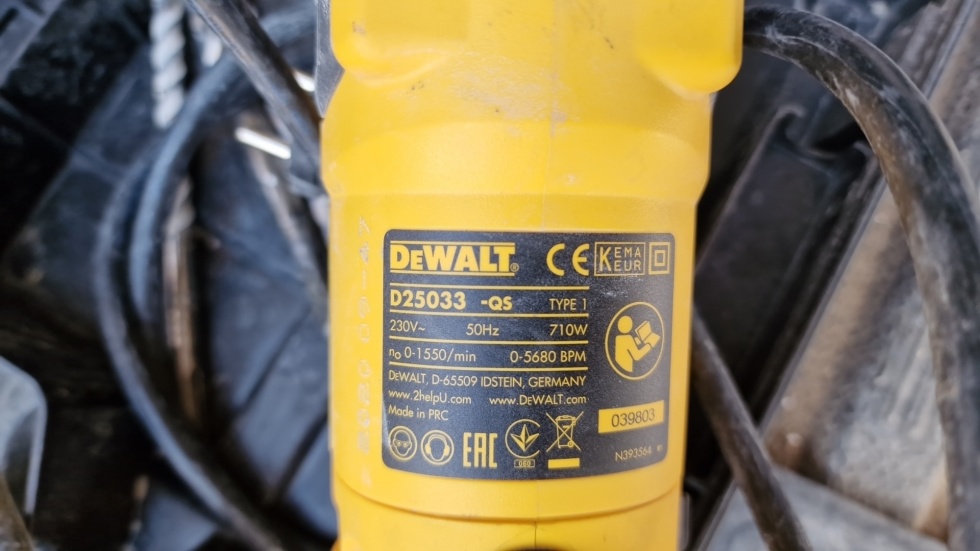 DEWALT®
CE KEMA KEUR
D25033 -QS TYPE 1
230V~ 50Hz 710W
n₀ 0-1550/min 0-5680 BPM
DEWALT, D-65509 IDSTEIN, GERMANY
www.2helpU.com www.DEWALT.com
Made in PRC
EAC
039803
N393564